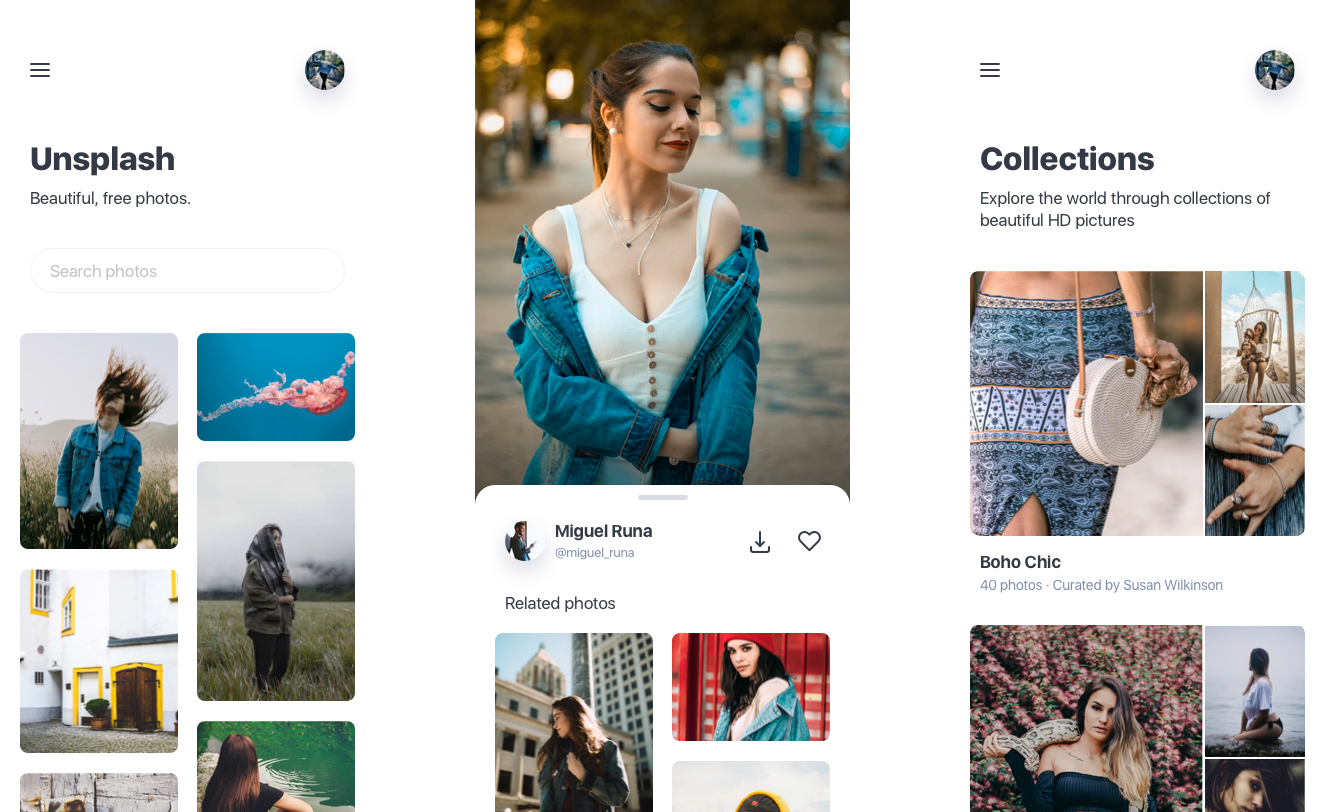 Unsplash
Beautiful, free photos.
Search photos
Miguel Runa
@miguel_runa
Related photos
Collections
Explore the world through collections of
beautiful HD pictures
Boho Chic
40 photos · Curated by Susan Wilkinson